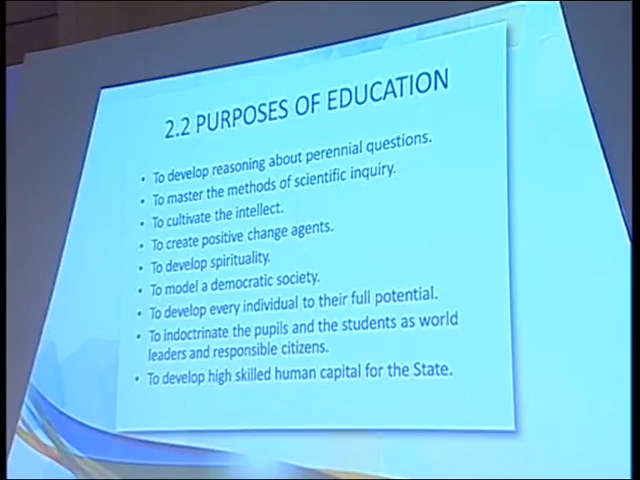 2.2 PURPOSES OF EDUCATION
• To develop reasoning about perennial questions.
• To master the methods of scientific inquiry.
• To cultivate the intellect.
• To create positive change agents.
• To develop spirituality.
• To model a democratic society.
• To develop every individual to their full potential.
• To indoctrinate the pupils and the students as world
leaders and responsible citizens.
• To develop high skilled human capital for the State.